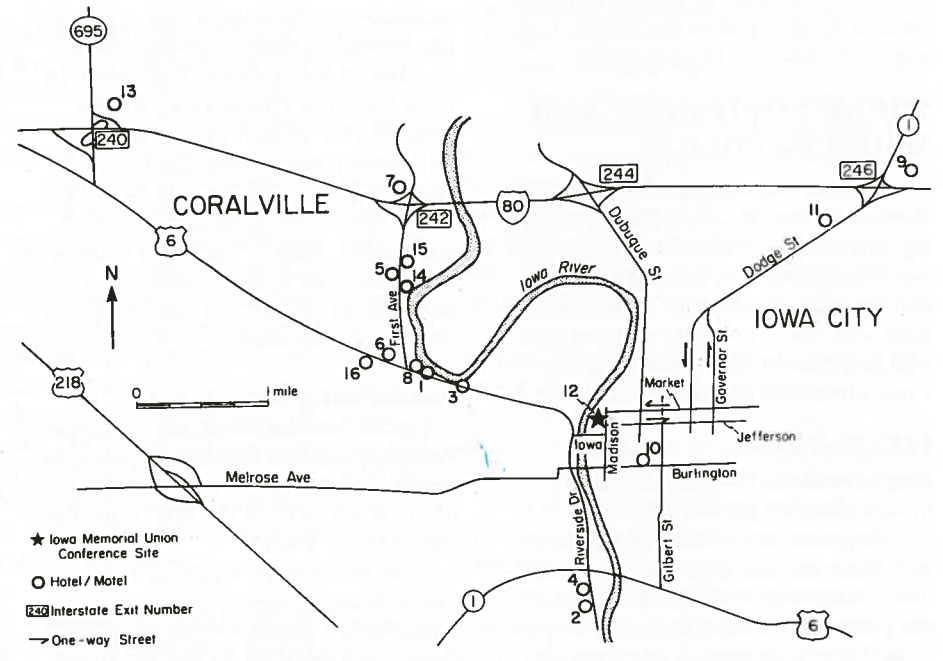 695
13
240
1
9
246
244
7
CORALVILLE
242
80
11
6
15
5
14
Dubuque St
Dodge St
Iowa River
N
First Ave
IOWA CITY
6
16
8
1
3
218
0 1 mile
12
Market
Governor St
Iowa
Madison
Jefferson
10
Burlington
Melrose Ave
Riverside Dr
Gilbert St
Iowa Memorial Union
Conference Site
Hotel / Motel
240 Interstate Exit Number
One-way Street
4
2
1
6